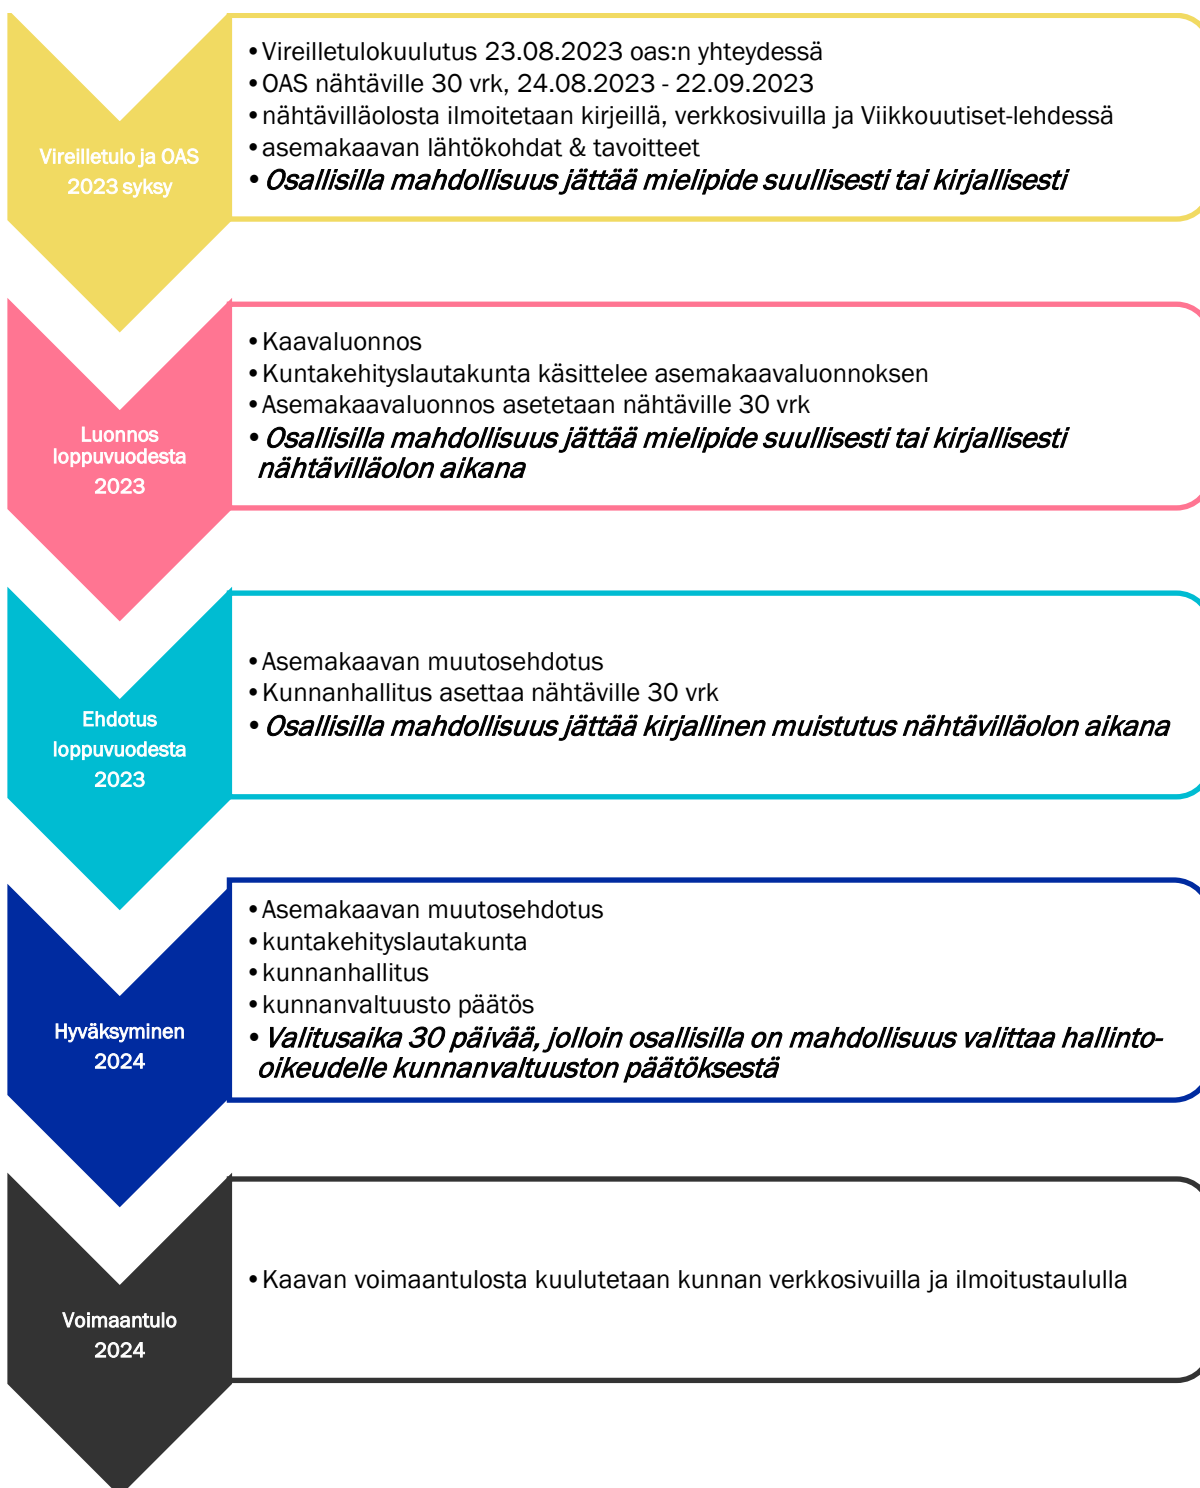 Vireilletulo ja OAS
2023 syksy
•Vireilletulokuulutus 23.08.2023 oas:n yhteydessä
•OAS nähtäville 30 vrk, 24.08.2023 - 22.09.2023
•nähtävilläolosta ilmoitetaan kirjeillä, verkkosivuilla ja Viikkouutiset-lehdessä
•asemakaavan lähtökohdat & tavoitteet
•Osallisilla mahdollisuus jättää mielipide suullisesti tai kirjallisesti
Luonnos
loppuvuodesta
2023
•Kaavaluonnos
•Kuntakehityslautakunta käsittelee asemakaavaluonnoksen
•Asemakaavaluonnos asetetaan nähtäville 30 vrk
•Osallisilla mahdollisuus jättää mielipide suullisesti tai kirjallisesti
nähtävilläolon aikana
Ehdotus
loppuvuodesta
2023
•Asemakaavan muutosehdotus
•Kunnanhallitus asettaa nähtäville 30 vrk
•Osallisilla mahdollisuus jättää kirjallinen muistutus nähtävilläolon aikana
Hyväksyminen
2024
•Asemakaavan muutosehdotus
•kuntakehityslautakunta
•kunnanhallitus
•kunnanvaltuusto päätös
•Valitusaika 30 päivää, jolloin osallisilla on mahdollisuus valittaa hallinto-
oikeudelle kunnanvaltuuston päätöksestä
Voimaantulo
2024
•Kaavan voimaantulosta kuulutetaan kunnan verkkosivuilla ja ilmoitustaululla